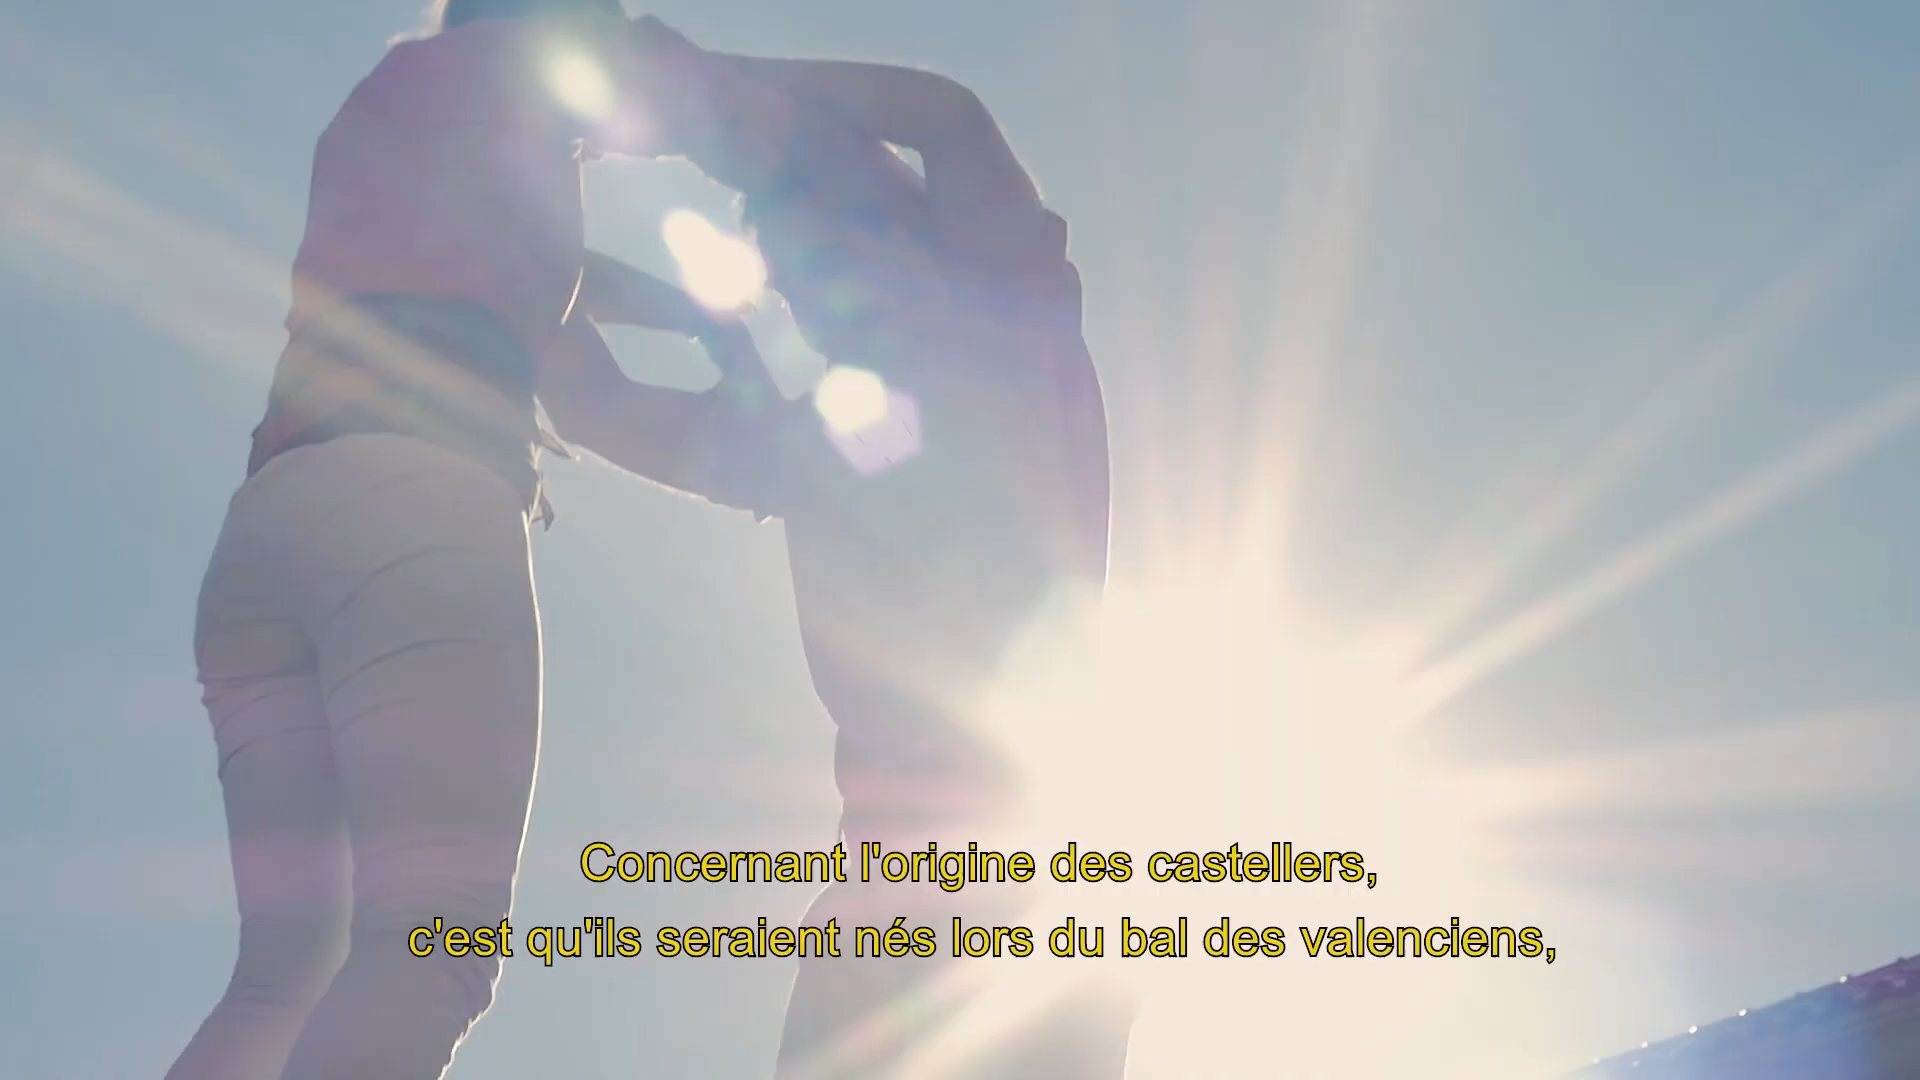 Concernant l'origine des castellers,
c'est qu'ils seraient nés lors du bal des valenciens,